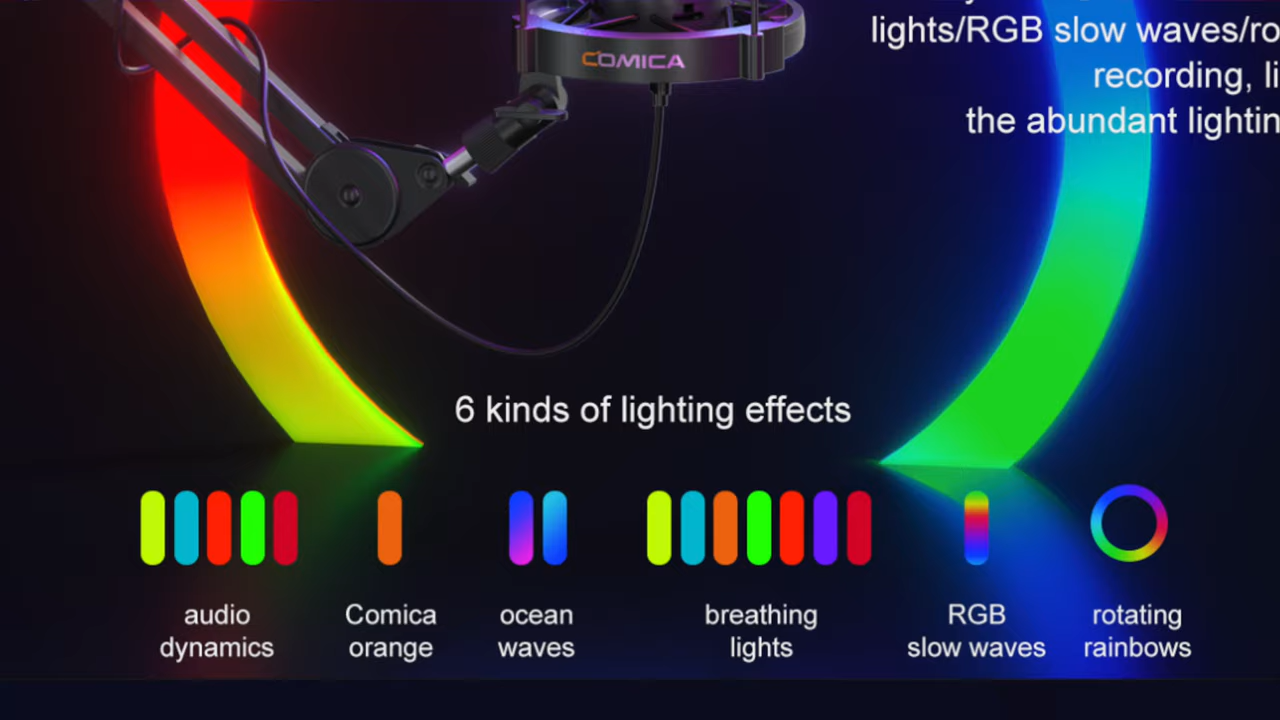 lights/RGB slow waves/ro
COMICA
recording, li
the abundant lightin
6 kinds of lighting effects
audio
dynamics
Comica
orange
ocean
waves
breathing
lights
RGB
slow waves
rotating
rainbows